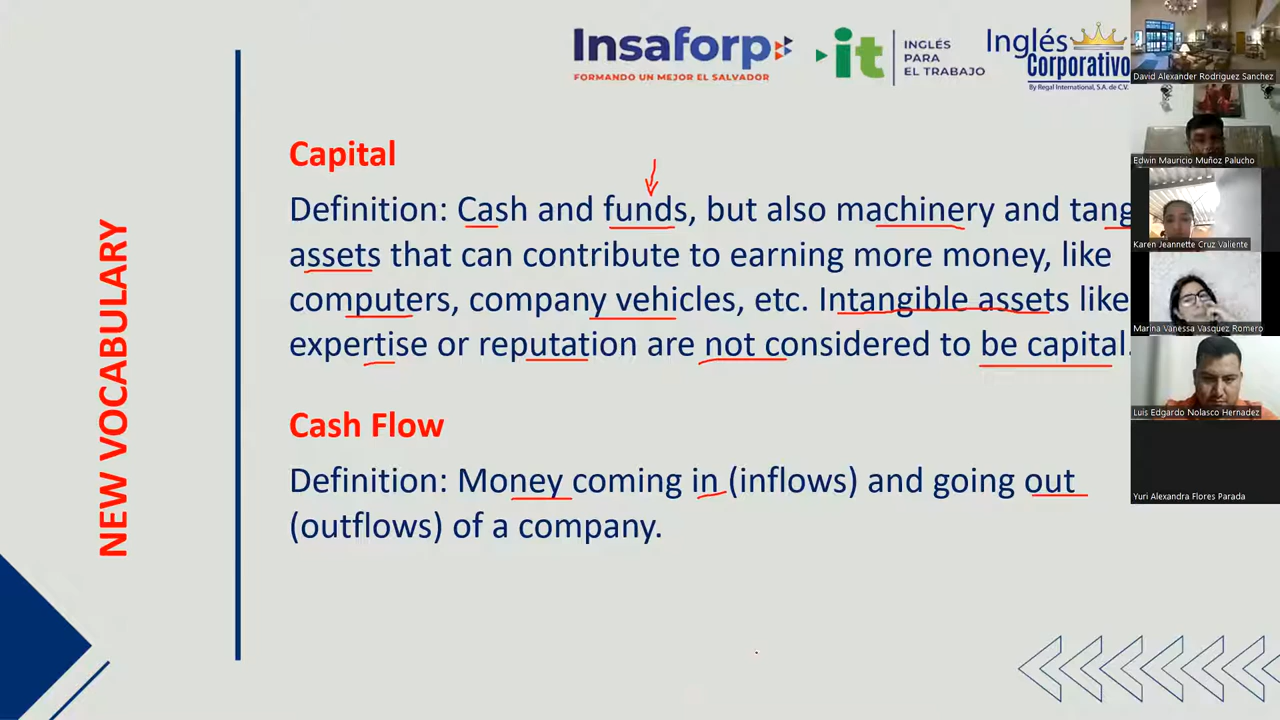 Insaforp
FORMANDO UN MEJOR EL SALVADOR
it
INGLÉS
PARA
EL TRABAJO
Inglés
Corporativo
By Regal International, S.A. de C.V.
NEW VOCABULARY
Capital
Definition: Cash and funds, but also machinery and tang
assets that can contribute to earning more money, like
computers, company vehicles, etc. Intangible assets like
expertise or reputation are not considered to be capital.
Cash Flow
Definition: Money coming in (inflows) and going out
(outflows) of a company.
David Alexander Rodriguez Sanchez
Edwin Mauricio Muñoz Palucho
Karen Jeannette Cruz Valiente
Marina Vanessa Vasquez Romero
Luis Edgardo Nolasco Hernadez
Yuri Alexandra Flores Parada